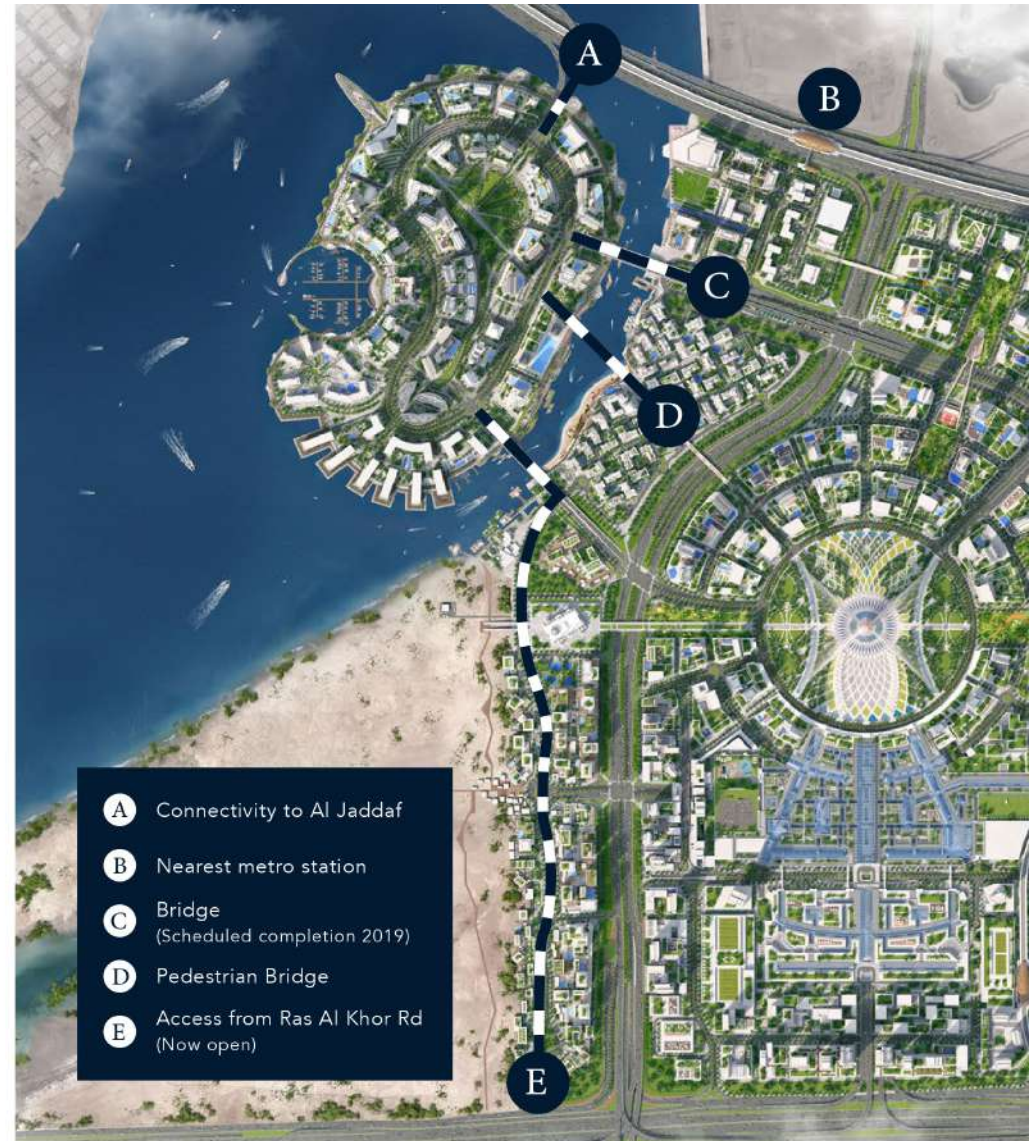 A
B
C
D
E
A Connectivity to Al Jaddaf
B Nearest metro station
C Bridge
(Scheduled completion 2019)
D Pedestrian Bridge
E Access from Ras Al Khor Rd
(Now open)